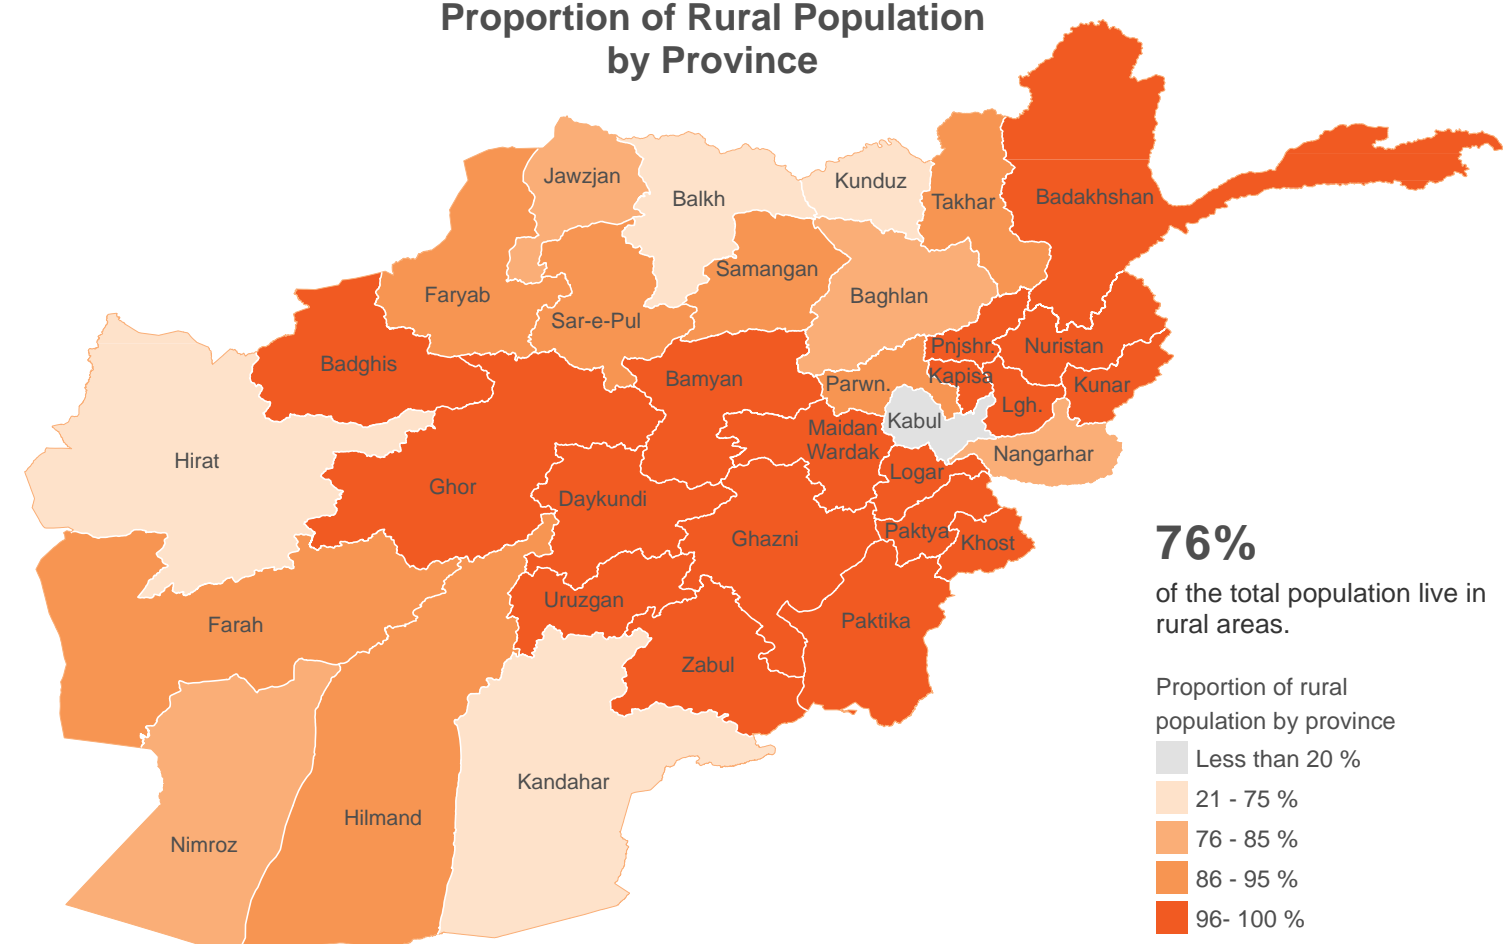 Proportion of Rural Population
by Province
Jawzjan
Balkh
Kunduz
Takhar
Badakhshan
Faryab
Sar-e-Pul
Samangan
Baghlan
Badghis
Bamyan
Parwn.
Pnjshr.
Kapisa
Nuristan
Kunar
Lgh.
Kabul
Nangarhar
Maidan
Wardak
Logar
Hirat
Ghor
Daykundi
Ghazni
Paktya
Khost
Uruzgan
Paktika
Farah
Zabul
Kandahar
Hilmand
Nimroz
76%
of the total population live in
rural areas.
Proportion of rural
population by province
Less than 20 %
21 - 75 %
76 - 85 %
86 - 95 %
96- 100 %